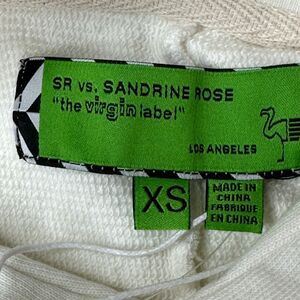 SR vs. SANDRINE ROSE
"the virgin label"
LOS ANGELES
XS
MADE IN
CHINA
FABRIQUE
EN CHINA